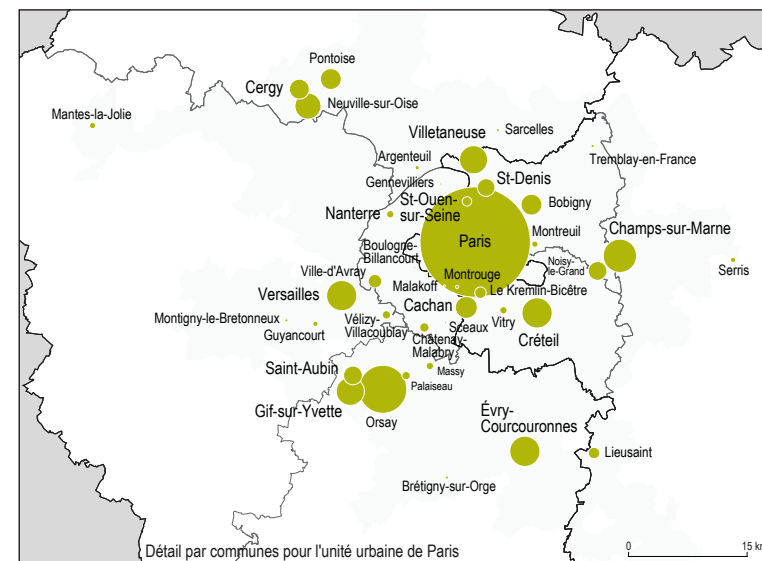 Pontoise
Cergy
Neuville-sur-Oise
Mantes-la-Jolie
Villetaneuse
Sarcelles
Argenteuil
Tremblay-en-France
Gennevilliers
St-Denis
St-Ouen-
sur-Seine
Bobigny
Nanterre
Paris
Montreuil
Champs-sur-Marne
Boulogne-
Billancourt
Noisy-
le-Grand
Serris
Ville-d'Avray
Montrouge
Malakoff
Le Kremlin-Bicêtre
Versailles
Cachan
Vitry
Montigny-le-Bretonneux
Vélizy-
Villacoublay
Sceaux
Créteil
Guyancourt
Châtenay-
Malabry
Massy
Saint-Aubin
Palaiseau
Gif-sur-Yvette
Orsay
Évry-
Courcouronnes
Lieusaint
Brétigny-sur-Orge
Détail par communes pour l'unité urbaine de Paris
0 15 km